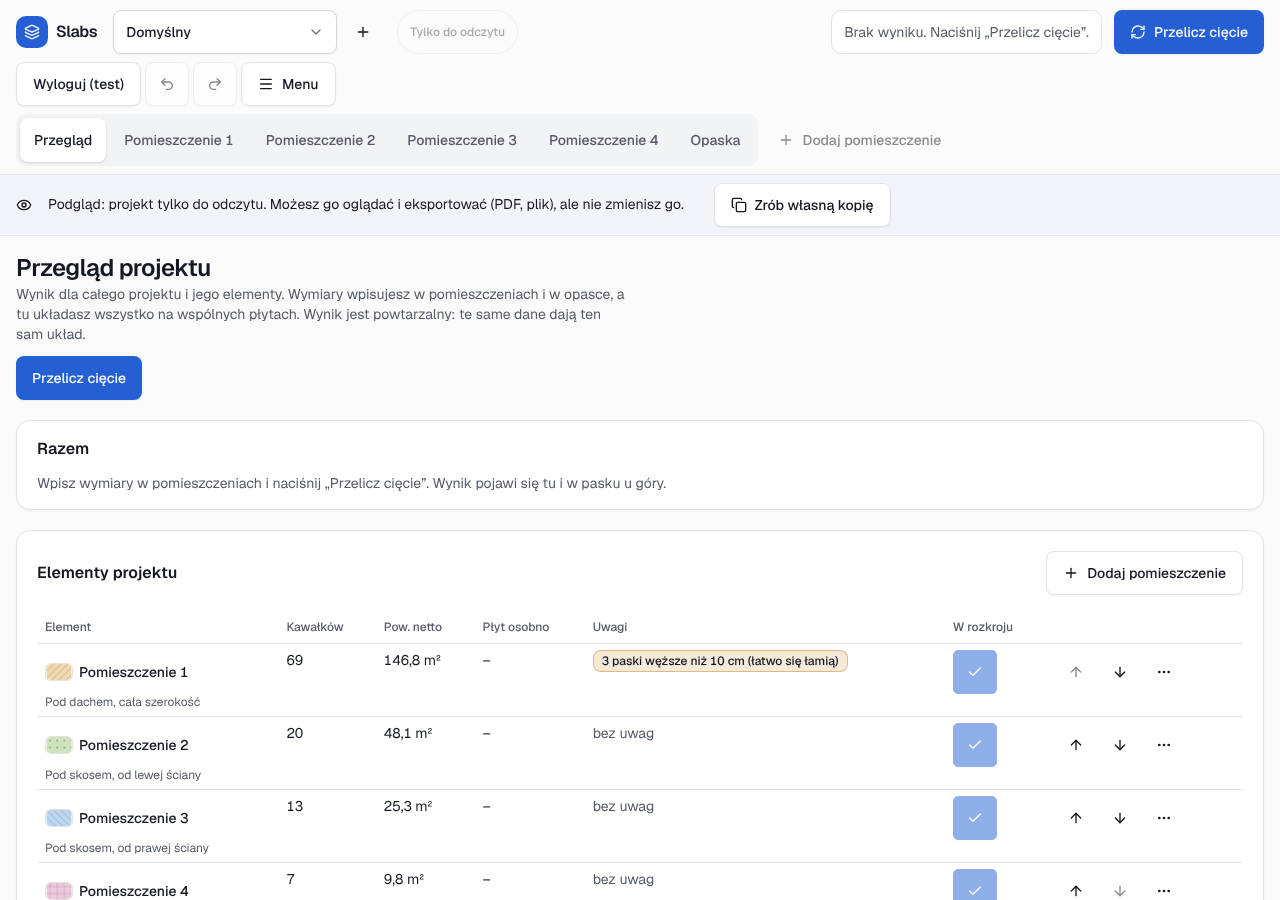 Slabs
Domyślny
Tylko do odczytu
Brak wyniku. Naciśnij „Przelicz cięcie”.
Przelicz cięcie
Wyloguj (test)
Menu
Przegląd
Pomieszczenie 1
Pomieszczenie 2
Pomieszczenie 3
Pomieszczenie 4
Opaska
Dodaj pomieszczenie
Podgląd: projekt tylko do odczytu. Możesz go oglądać i eksportować (PDF, plik), ale nie zmienisz go.
Zrób własną kopię
Przegląd projektu
Wynik dla całego projektu i jego elementy. Wymiary wpisujesz w pomieszczeniach i w opasce, a
tu układasz wszystko na wspólnych płytach. Wynik jest powtarzalny: te same dane dają ten
sam układ.
Przelicz cięcie
Razem
Wpisz wymiary w pomieszczeniach i naciśnij „Przelicz cięcie”. Wynik pojawi się tu i w pasku u góry.
Elementy projektu
Dodaj pomieszczenie
Element Kawałków Pow. netto Płyt osobno Uwagi W rozkroju
Pomieszczenie 1 69 146,8 m² – 3 paski węższe niż 10 cm (łatwo się łamią)
Pod dachem, cała szerokość
Pomieszczenie 2 20 48,1 m² – bez uwag
Pod skosem, od lewej ściany
Pomieszczenie 3 13 25,3 m² – bez uwag
Pod skosem, od prawej ściany
Pomieszczenie 4 7 9,8 m² – bez uwag